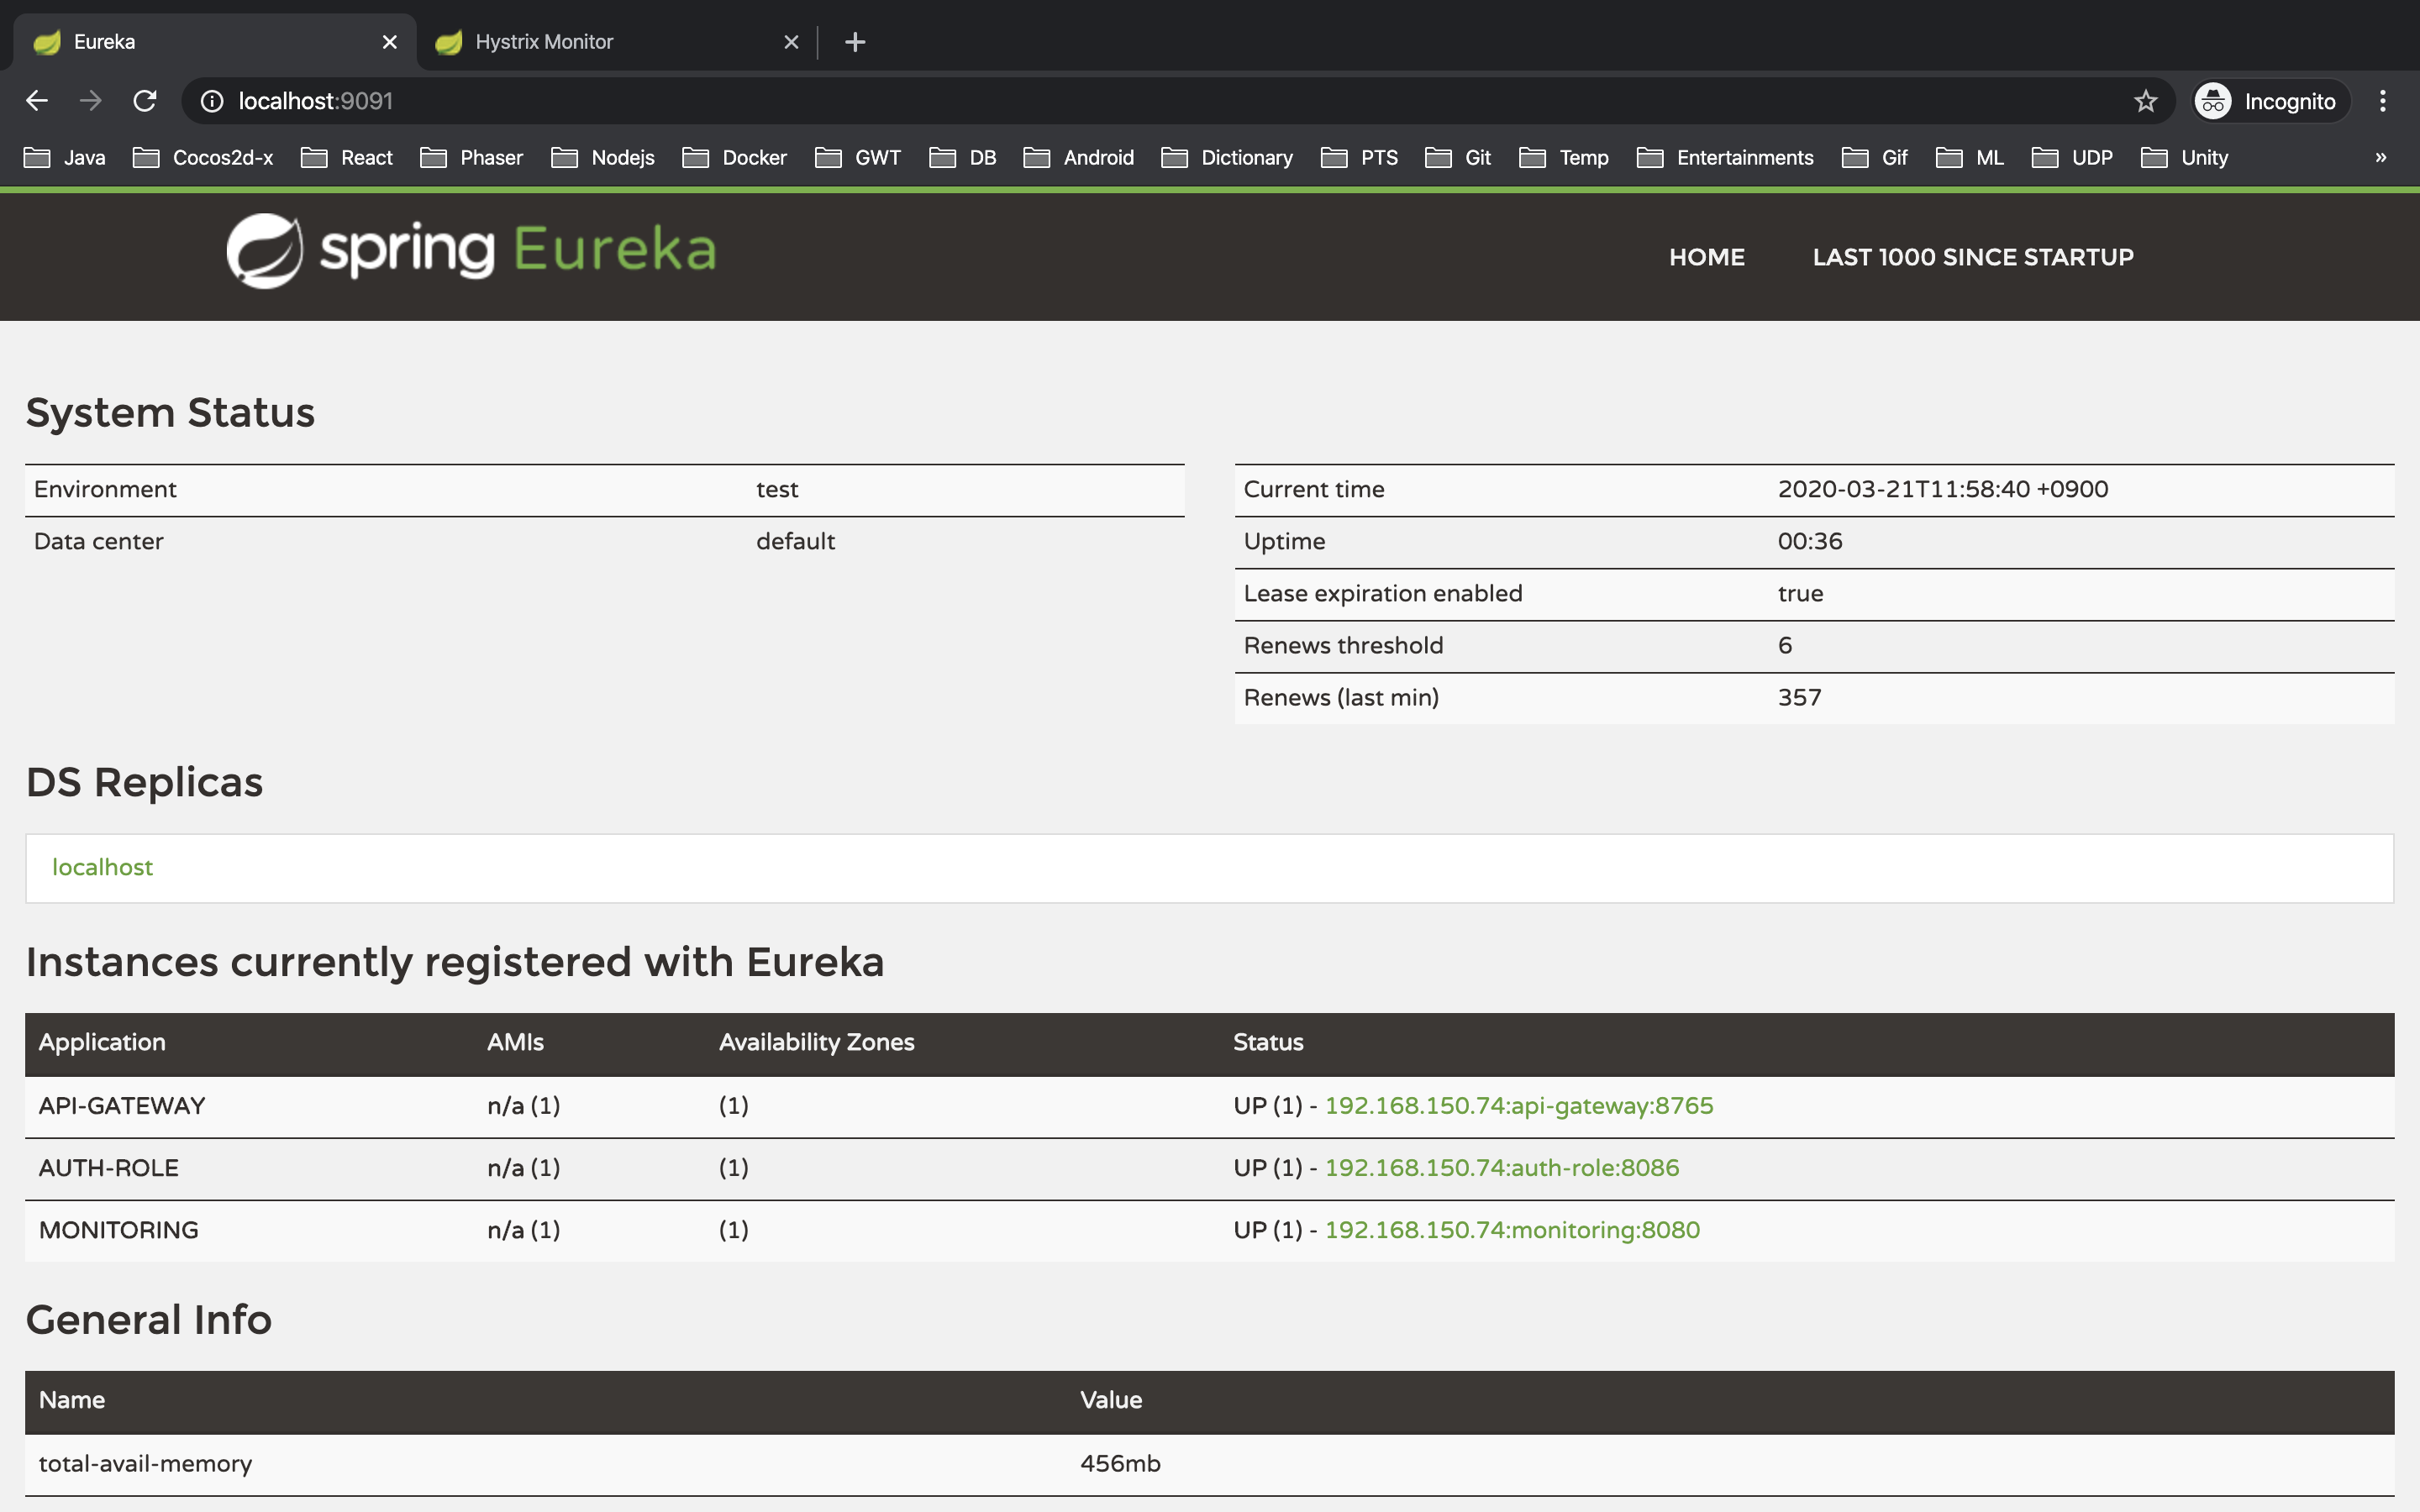 Eureka
Hystrix Monitor
localhost:9091
Incognito
Java Cocos2d-x React Phaser Nodejs Docker GWT DB Android Dictionary PTS Git Temp Entertainments Gif ML UDP Unity »
spring Eureka
HOME LAST 1000 SINCE STARTUP
System Status
Environment test
Data center default
Current time 2020-03-21T11:58:40 +0900
Uptime 00:36
Lease expiration enabled true
Renews threshold 6
Renews (last min) 357
DS Replicas
localhost
Instances currently registered with Eureka
Application AMIs Availability Zones Status
API-GATEWAY n/a (1) (1) UP (1) - 192.168.150.74:api-gateway:8765
AUTH-ROLE n/a (1) (1) UP (1) - 192.168.150.74:auth-role:8086
MONITORING n/a (1) (1) UP (1) - 192.168.150.74:monitoring:8080
General Info
Name Value
total-avail-memory 456mb